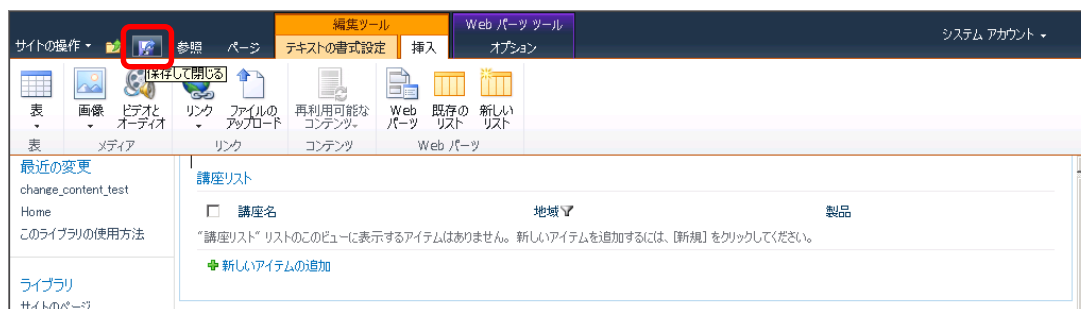 編集ツール Web パーツ ツール
サイトの操作 参照 ページ テキストの書式設定 挿入 オプション システム アカウント
保存して閉じる
表 画像 ビデオと オーディオ リンク ファイルの アップロード 再利用可能な コンテンツ Web パーツ 既存の リスト 新しい リスト
表 メディア リンク コンテンツ Web パーツ
最近の変更
講座リスト
change_content_test
Home
講座名 地域 製品
このライブラリの使用方法
"講座リスト" リストのこのビューに表示するアイテムはありません。新しいアイテムを追加するには、[新規] をクリックしてください。
新しいアイテムの追加
ライブラリ
サイトのページ